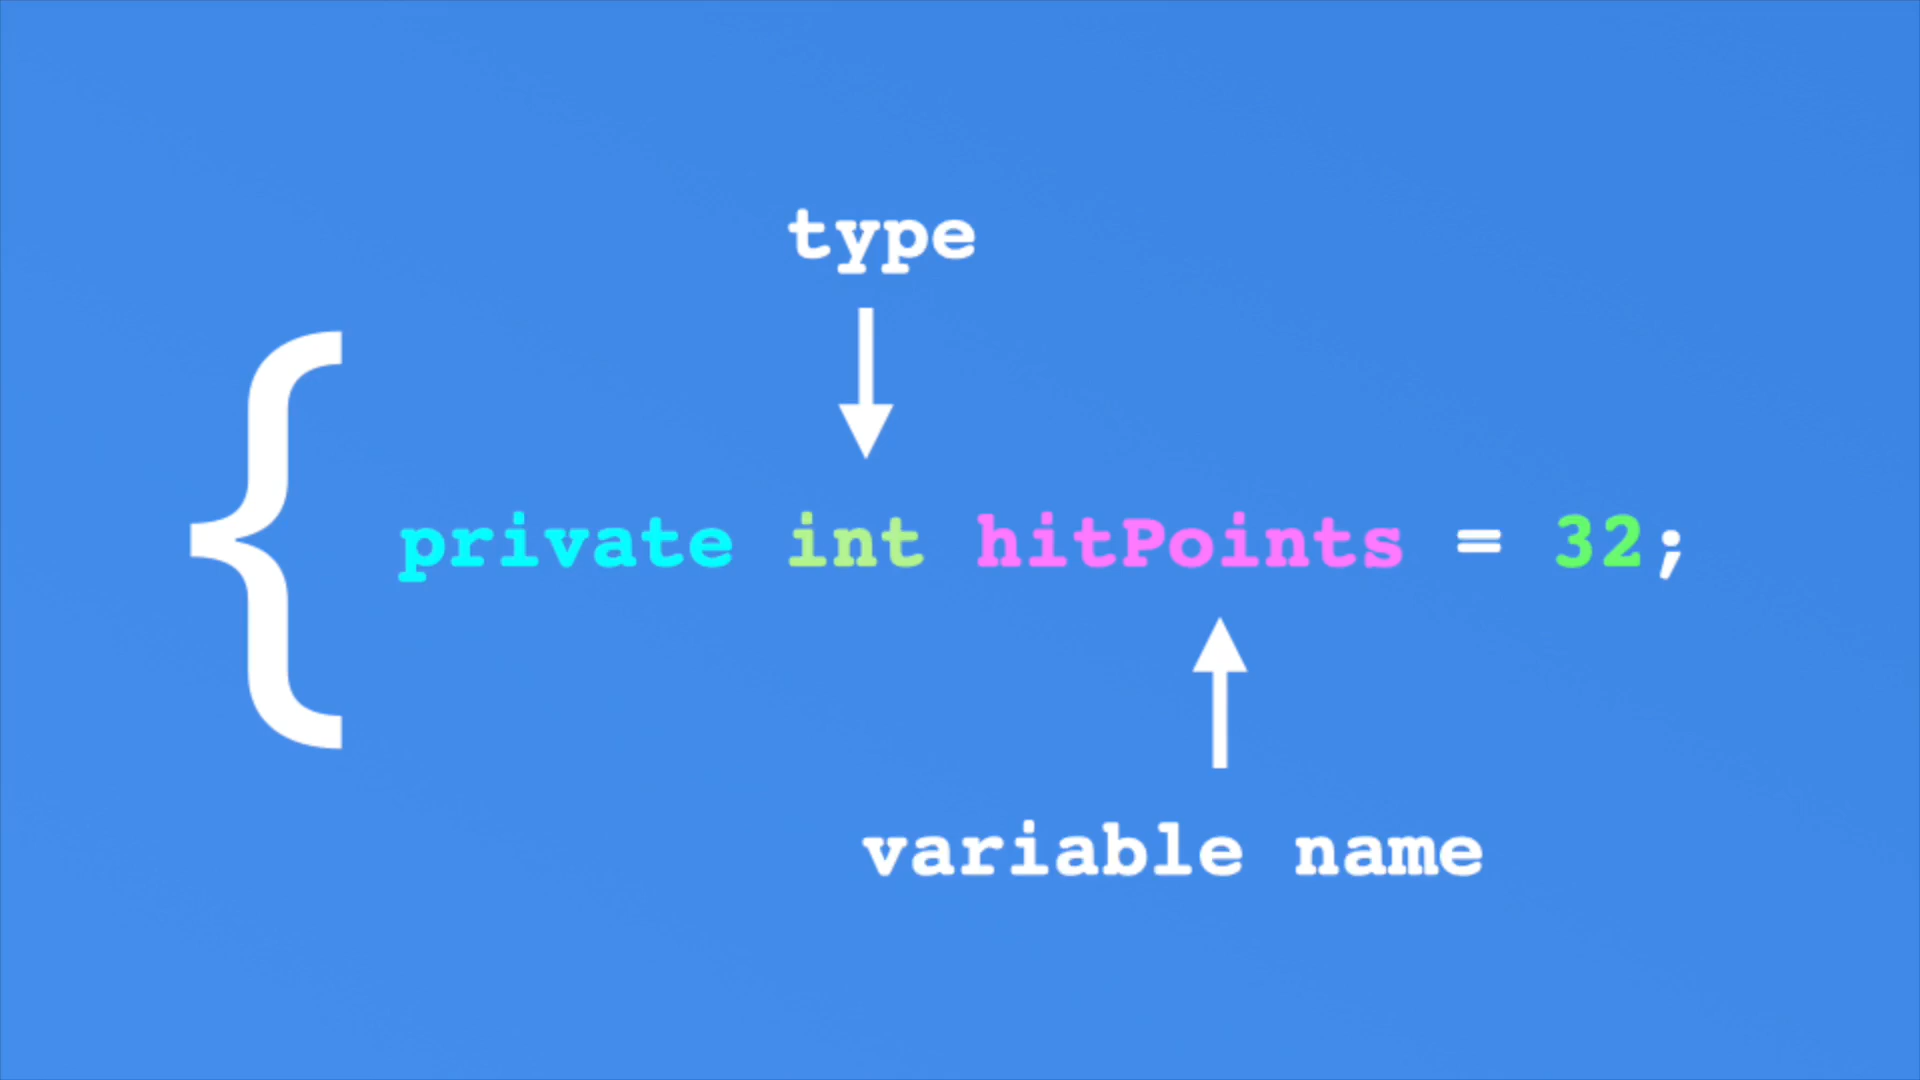 type
{ private int hitPoints = 32;
variable name